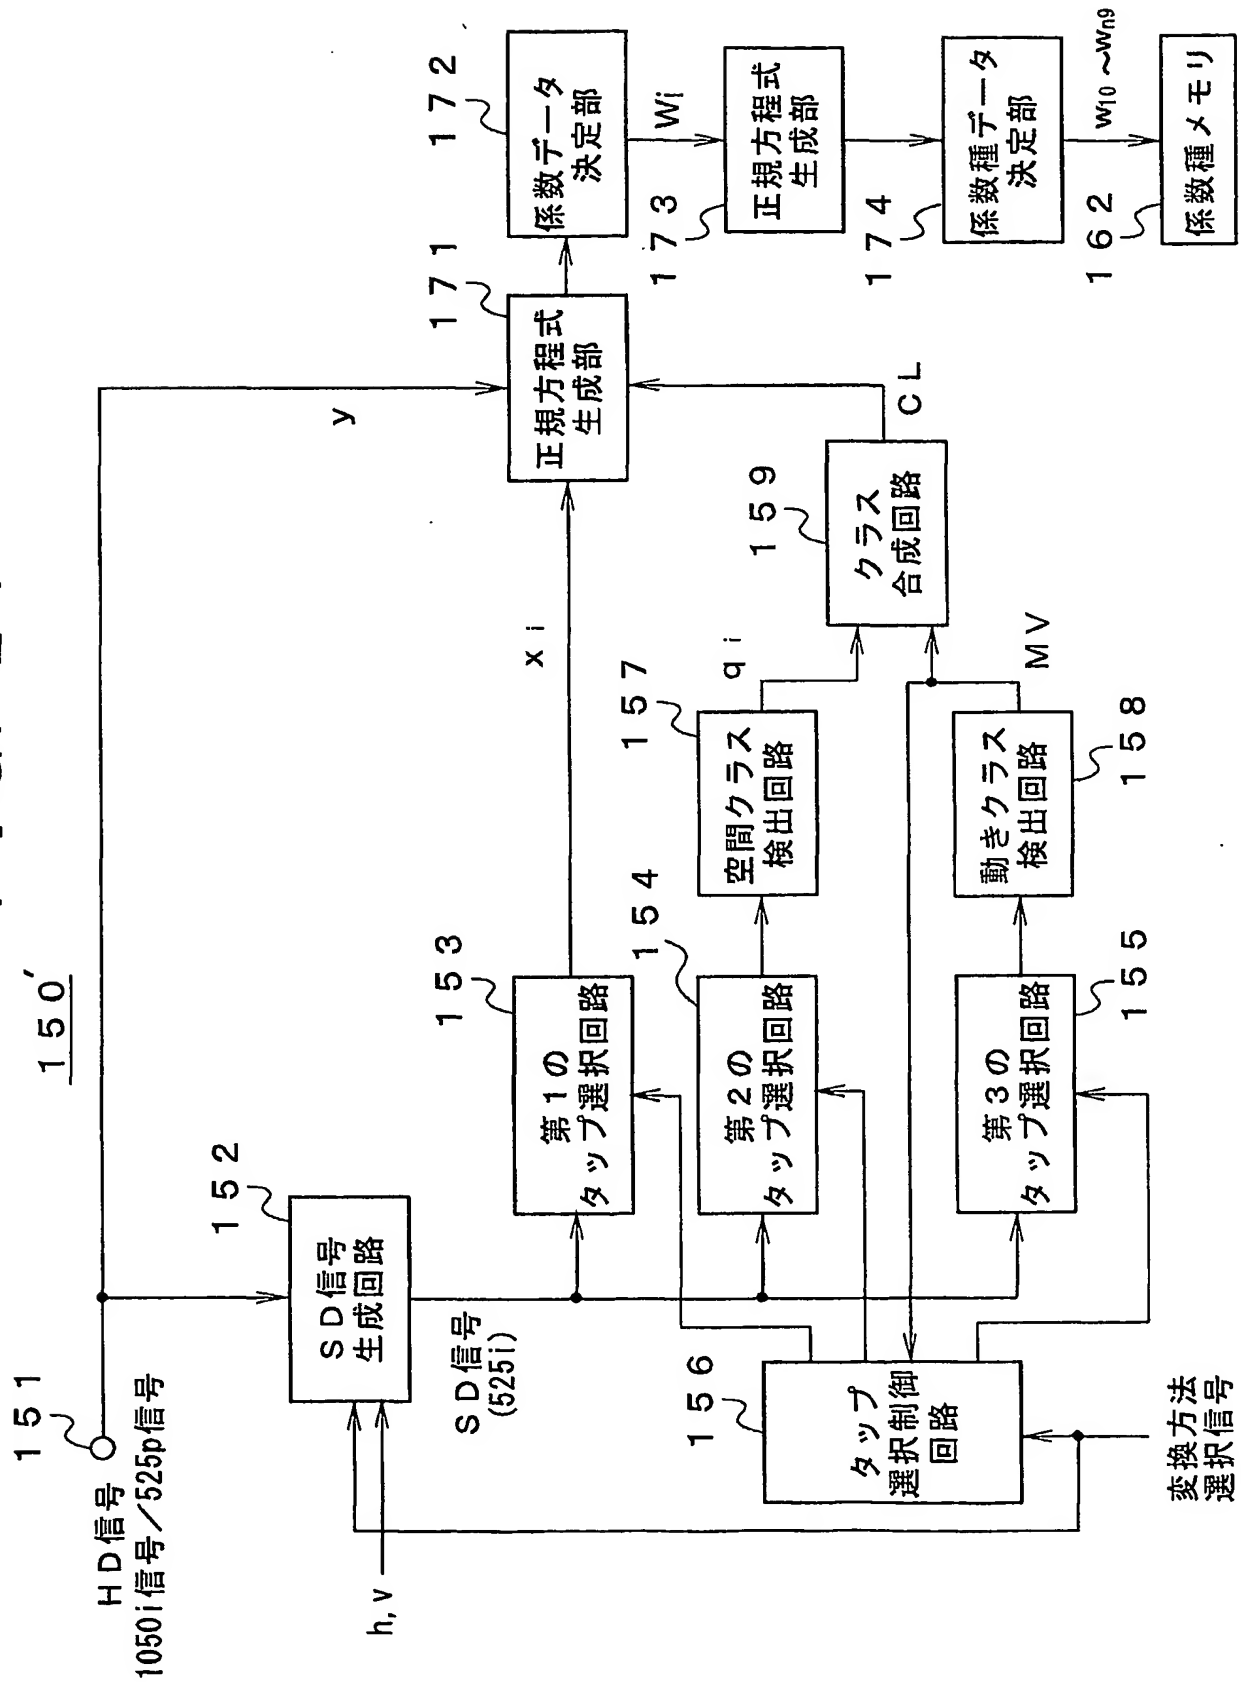 150′
151
HD信号
1050i信号/525p信号
h,v
152
SD信号
生成回路
SD信号
(525i)
変換方法
選択信号
156
タップ
選択制御
回路
153
第1の
タップ選択回路
154
第2の
タップ選択回路
155
第3の
タップ選択回路
157
空間クラス
検出回路
158
動きクラス
検出回路
qi
MV
159
クラス
合成回路
CL
xi
y
171
正規方程式
生成部
172
係数データ
決定部
Wi
173
正規方程式
生成部
174
係数種データ
決定部
w10~wn9
162
係数種メモリ